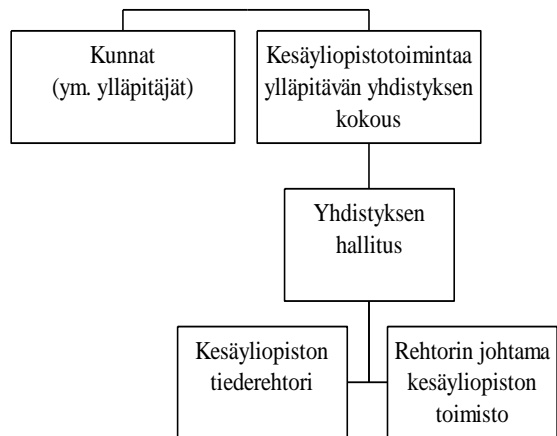 Kunnat
(ym. ylläpitäjät)
Kesäyliopistotoimintaa
ylläpitävän yhdistyksen
kokous
Yhdistyksen
hallitus
Kesäyliopiston
tiederehtori
Rehtorin johtama
kesäyliopiston
toimisto